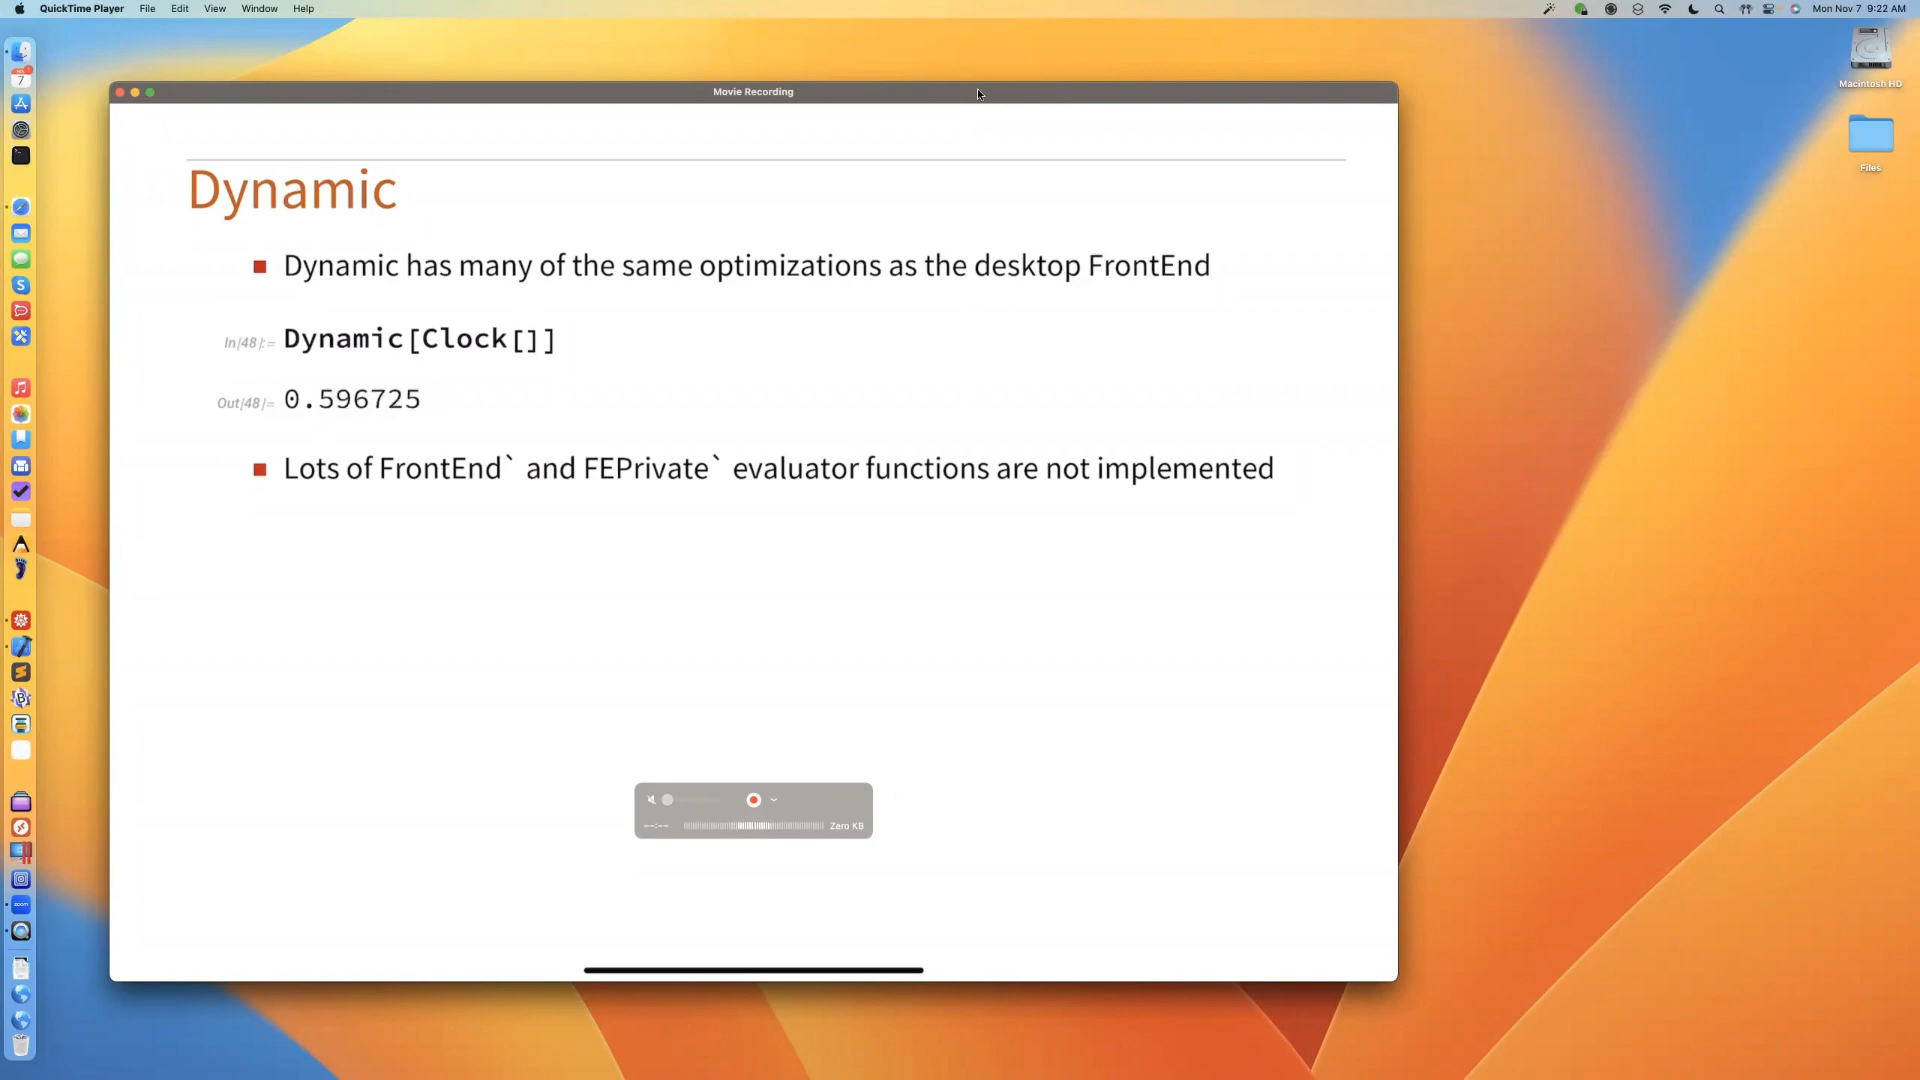 QuickTime Player File Edit View Window Help
Mon Nov 7 9:22 AM
Macintosh HD
Files
Movie Recording
Dynamic
Dynamic has many of the same optimizations as the desktop FrontEnd
In[48]:= Dynamic[Clock[]]
Out[48]= 0.596725
Lots of FrontEnd` and FEPrivate` evaluator functions are not implemented
--:-- Zero KB
7
zoom